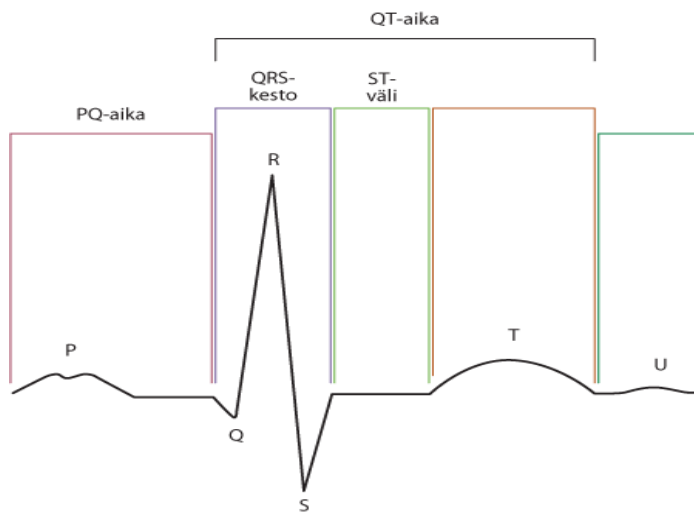 QT-aika
QRS-
kesto
ST-
väli
PQ-aika
R
P
T
U
Q
S